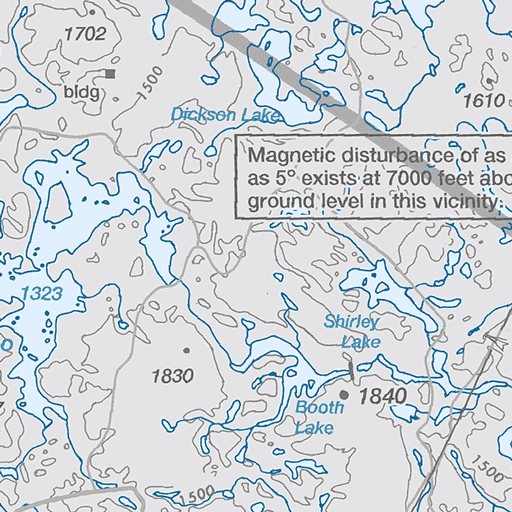 1702
bldg
1500
1610
Dickson Lake
Magnetic disturbance of as
as 5° exists at 7000 feet abo
ground level in this vicinity.
1323
Shirley
Lake
1830
1840
Booth
Lake
1500
1500